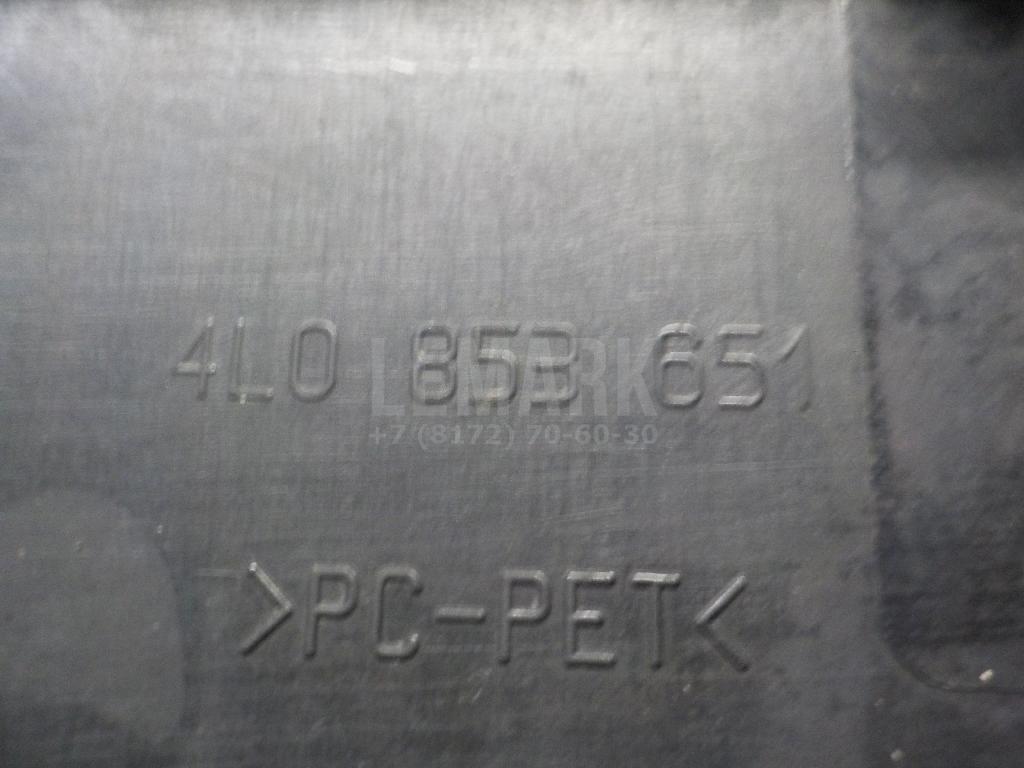 4L0 853 651
LEMARK
+7 (8172) 70-60-30
>PC-PET<